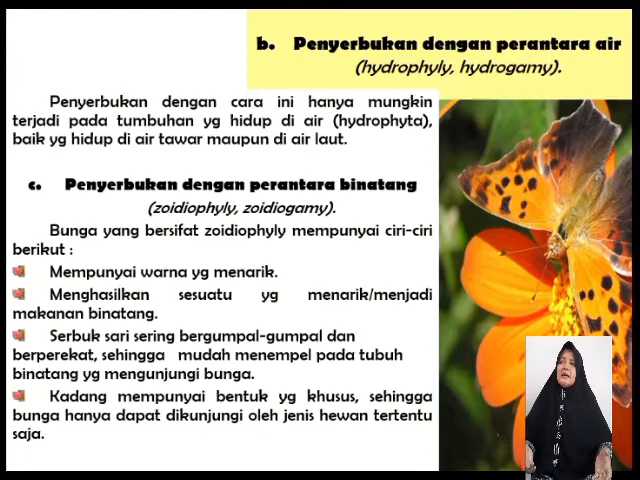 b. Penyerbukan dengan perantara air
(hydrophyly, hydrogamy).
Penyerbukan dengan cara ini hanya mungkin
terjadi pada tumbuhan yg hidup di air (hydrophyta),
baik yg hidup di air tawar maupun di air laut.
c. Penyerbukan dengan perantara binatang
(zoidiophyly, zoidiogamy).
Bunga yang bersifat zoidiophyly mempunyai ciri-ciri
berikut :
Mempunyai warna yg menarik.
Menghasilkan sesuatu yg menarik/menjadi
makanan binatang.
Serbuk sari sering bergumpal-gumpal dan
berperekat, sehingga mudah menempel pada tubuh
binatang yg mengunjungi bunga.
Kadang mempunyai bentuk yg khusus, sehingga
bunga hanya dapat dikunjungi oleh jenis hewan tertentu
saja.